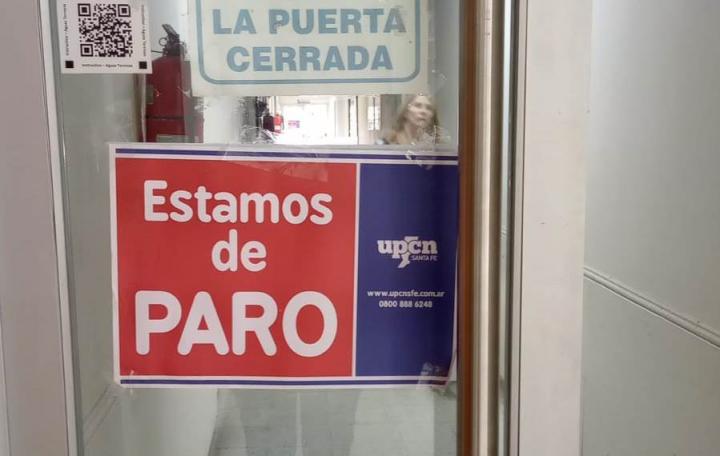 LA PUERTA
CERRADA
Estamos
de
PARO
upcn
SANTA FE
www.upcnsfe.com.ar
0800 888 6248